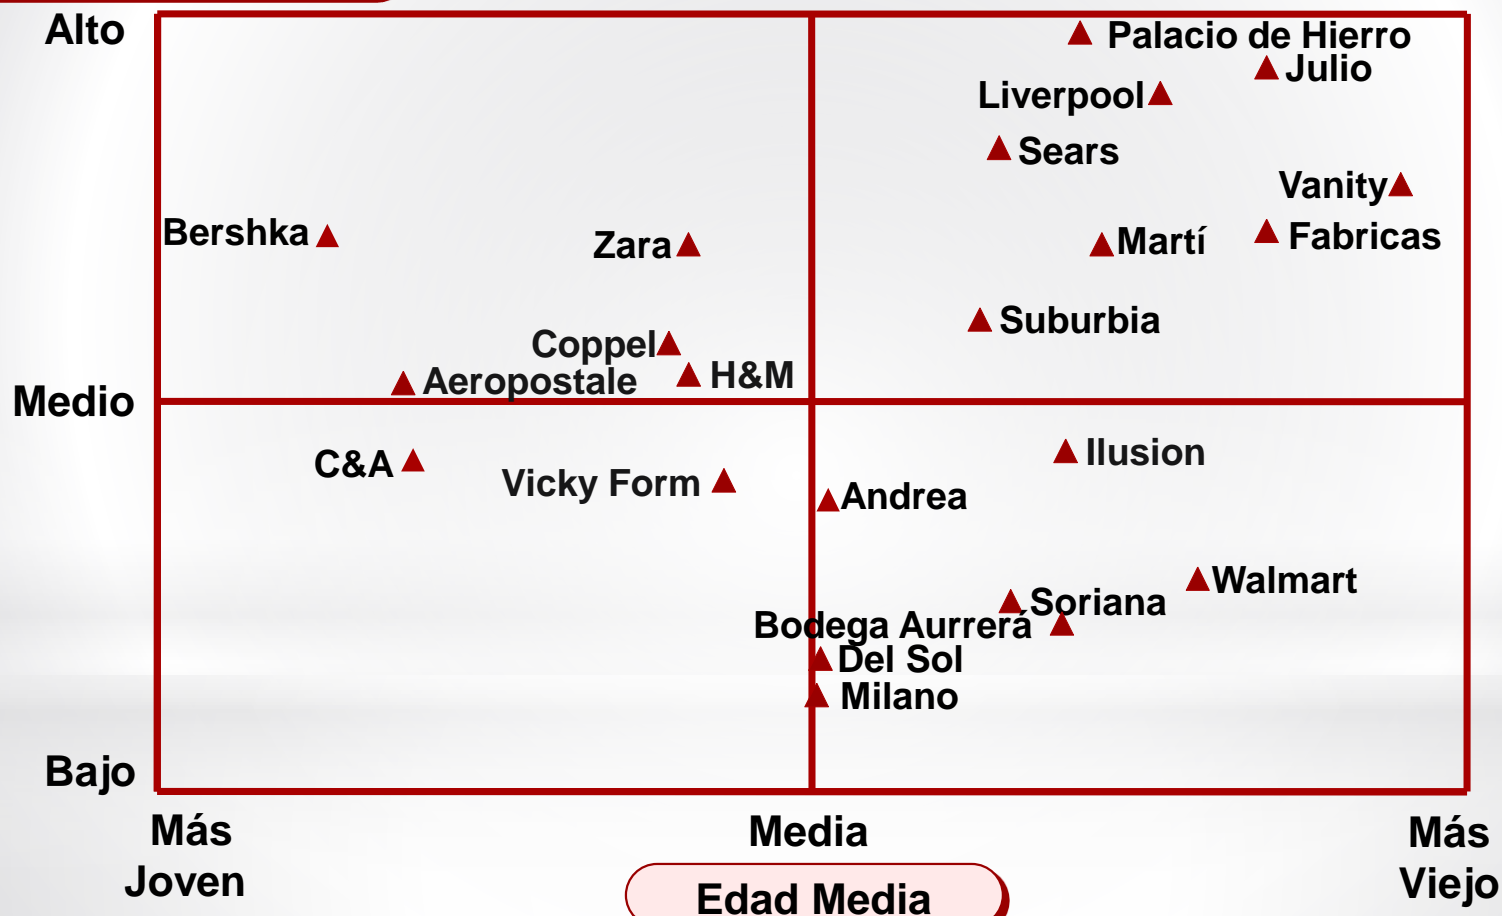 Alto
Palacio de Hierro
Julio
Liverpool
Sears
Vanity
Bershka
Zara
Martí
Fabricas
Suburbia
Coppel
H&M
Aeropostale
Medio
C&A
Vicky Form
Ilusion
Andrea
Walmart
Soriana
Bodega Aurrerá
Del Sol
Milano
Bajo
Más
Joven
Media
Más
Viejo
Edad Media